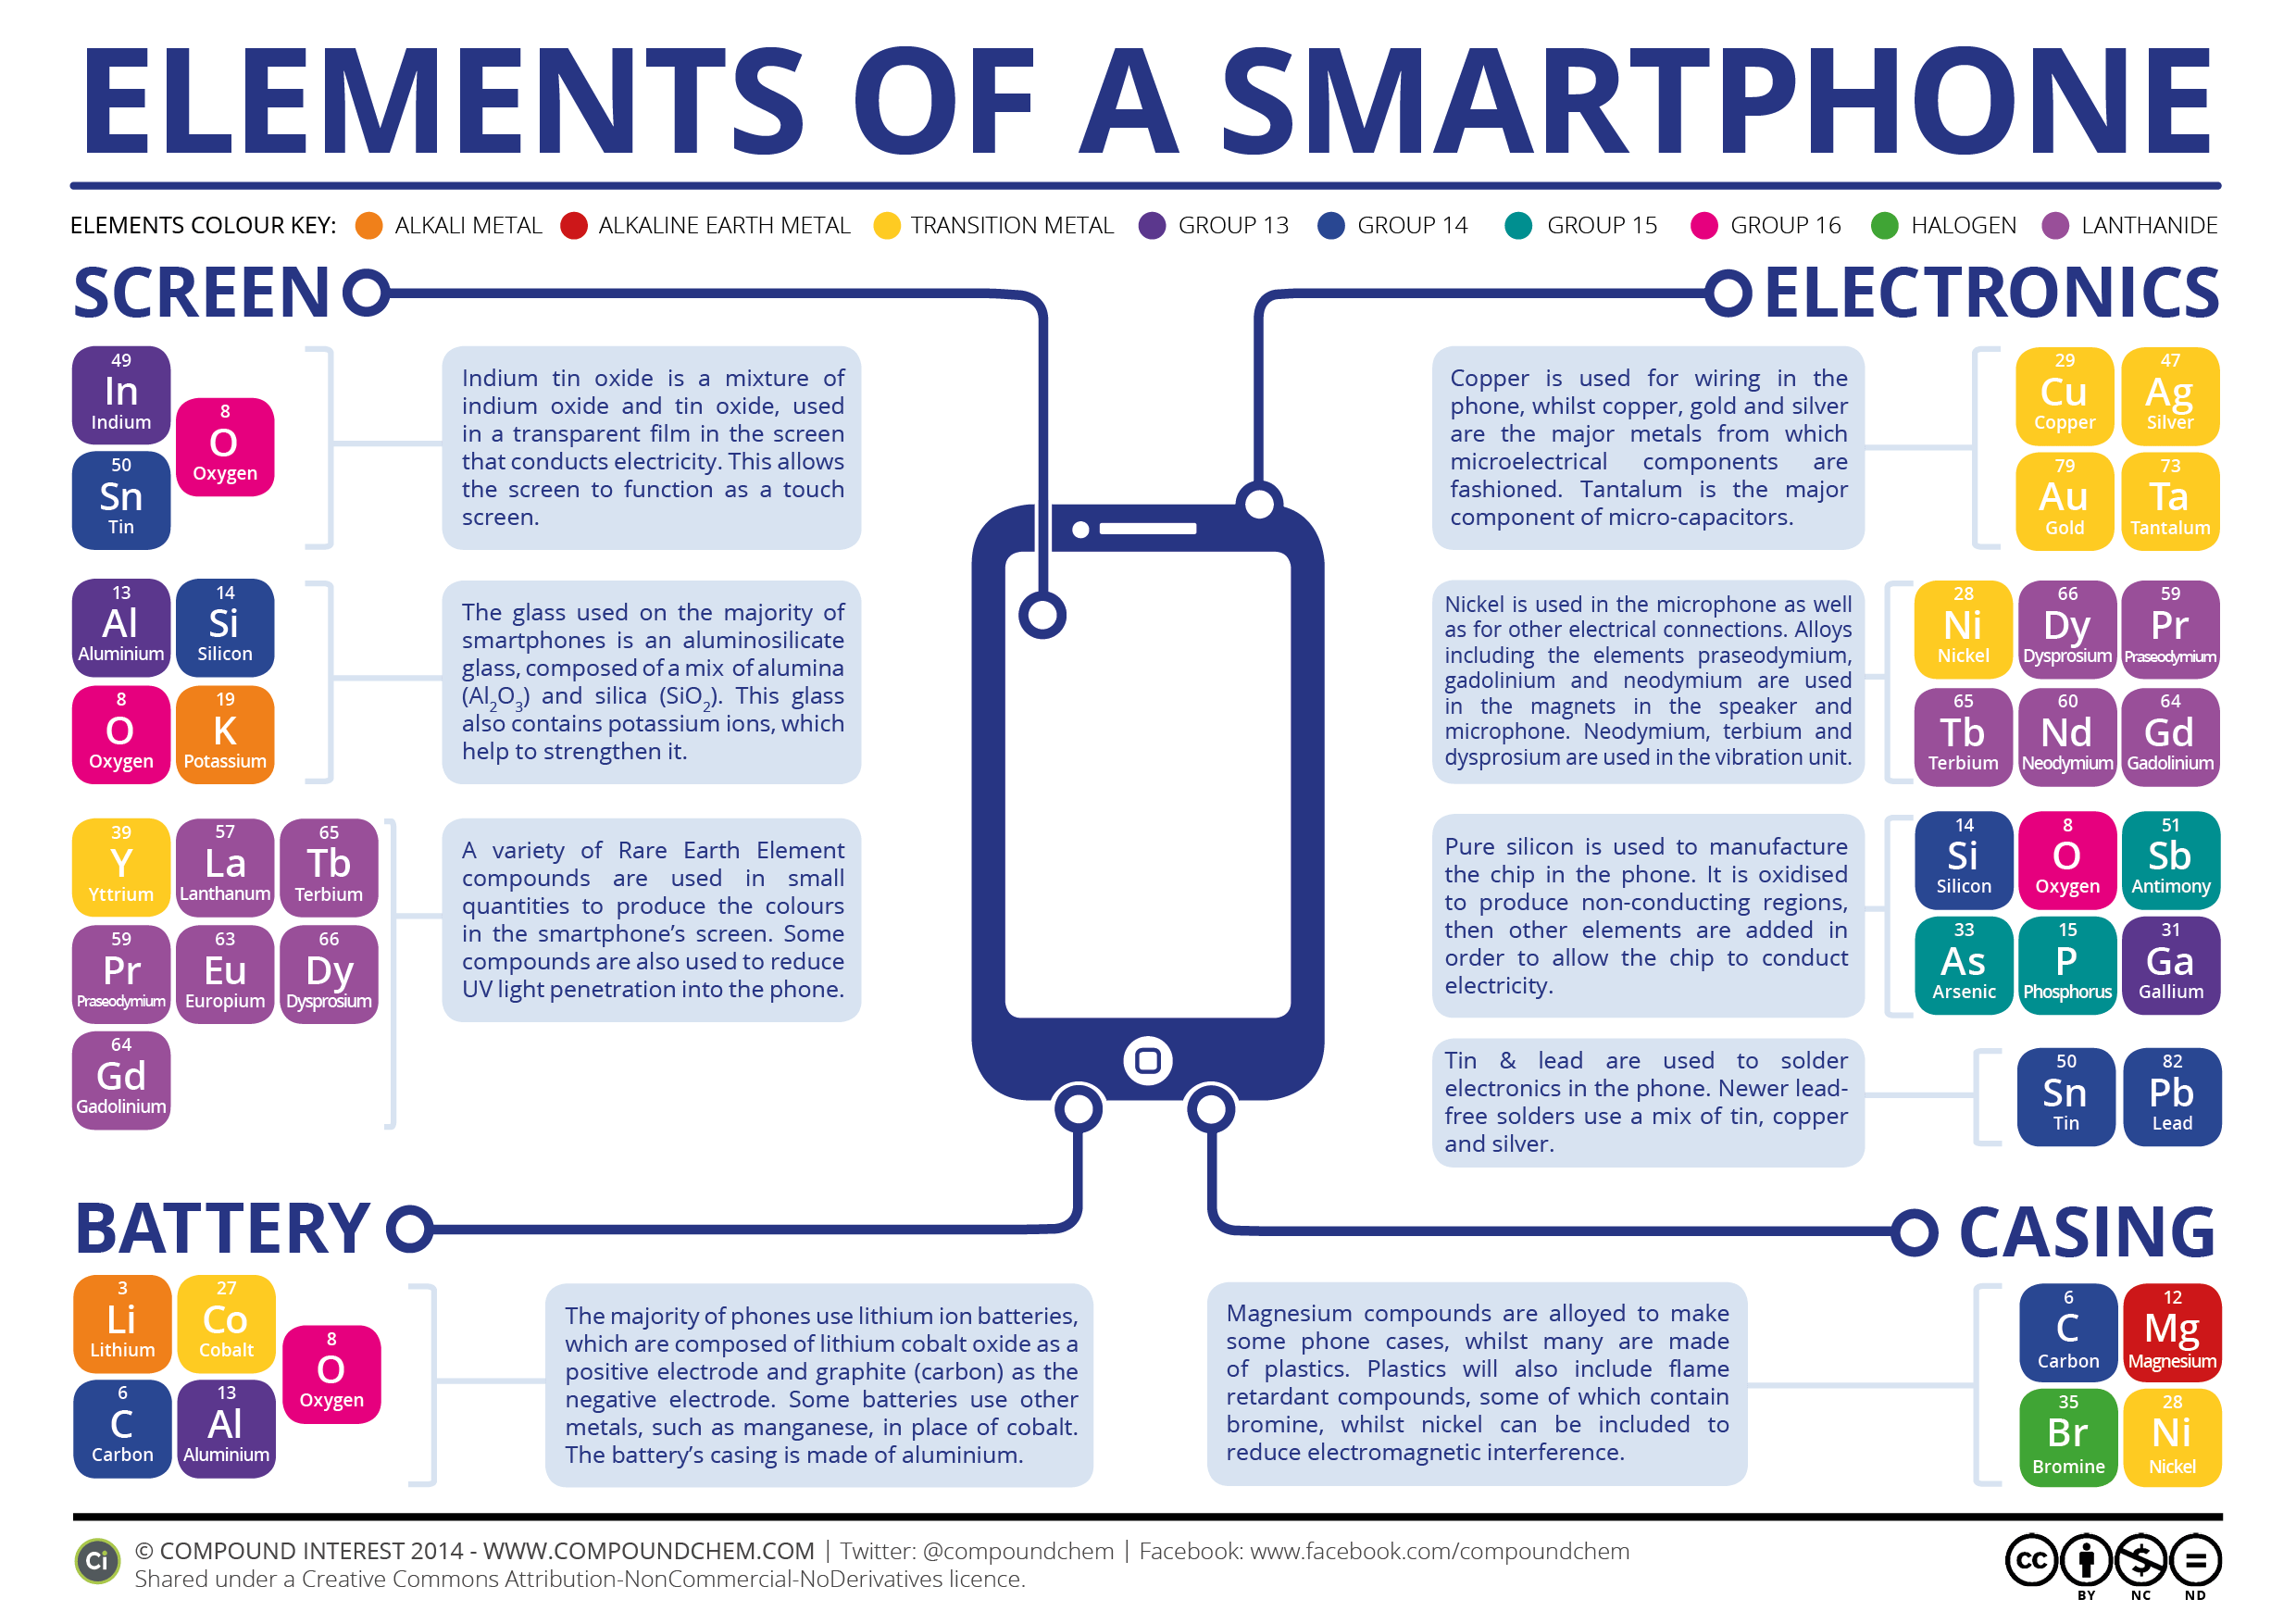 ELEMENTS OF A SMARTPHONE
ELEMENTS COLOUR KEY: ALKALI METAL ALKALINE EARTH METAL TRANSITION METAL GROUP 13 GROUP 14 GROUP 15 GROUP 16 HALOGEN LANTHANIDE
SCREEN
49
In
Indium
8
O
Oxygen
50
Sn
Tin
Indium tin oxide is a mixture of
indium oxide and tin oxide, used
in a transparent film in the screen
that conducts electricity. This allows
the screen to function as a touch
screen.
13
Al
Aluminium
14
Si
Silicon
8
O
Oxygen
19
K
Potassium
The glass used on the majority of
smartphones is an aluminosilicate
glass, composed of a mix of alumina
(Al₂O₃) and silica (SiO₂). This glass
also contains potassium ions, which
help to strengthen it.
39
Y
Yttrium
57
La
Lanthanum
65
Tb
Terbium
59
Pr
Praseodymium
63
Eu
Europium
66
Dy
Dysprosium
64
Gd
Gadolinium
A variety of Rare Earth Element
compounds are used in small
quantities to produce the colours
in the smartphone's screen. Some
compounds are also used to reduce
UV light penetration into the phone.
ELECTRONICS
Copper is used for wiring in the
phone, whilst copper, gold and silver
are the major metals from which
microelectrical components are
fashioned. Tantalum is the major
component of micro-capacitors.
29
Cu
Copper
47
Ag
Silver
79
Au
Gold
73
Ta
Tantalum
Nickel is used in the microphone as well
as for other electrical connections. Alloys
including the elements praseodymium,
gadolinium and neodymium are used
in the magnets in the speaker and
microphone. Neodymium, terbium and
dysprosium are used in the vibration unit.
28
Ni
Nickel
66
Dy
Dysprosium
59
Pr
Praseodymium
65
Tb
Terbium
60
Nd
Neodymium
64
Gd
Gadolinium
Pure silicon is used to manufacture
the chip in the phone. It is oxidised
to produce non-conducting regions,
then other elements are added in
order to allow the chip to conduct
electricity.
14
Si
Silicon
8
O
Oxygen
51
Sb
Antimony
33
As
Arsenic
15
P
Phosphorus
31
Ga
Gallium
Tin & lead are used to solder
electronics in the phone. Newer lead-
free solders use a mix of tin, copper
and silver.
50
Sn
Tin
82
Pb
Lead
BATTERY
3
Li
Lithium
27
Co
Cobalt
8
O
Oxygen
6
C
Carbon
13
Al
Aluminium
The majority of phones use lithium ion batteries,
which are composed of lithium cobalt oxide as a
positive electrode and graphite (carbon) as the
negative electrode. Some batteries use other
metals, such as manganese, in place of cobalt.
The battery's casing is made of aluminium.
CASING
Magnesium compounds are alloyed to make
some phone cases, whilst many are made
of plastics. Plastics will also include flame
retardant compounds, some of which contain
bromine, whilst nickel can be included to
reduce electromagnetic interference.
6
C
Carbon
12
Mg
Magnesium
35
Br
Bromine
28
Ni
Nickel
Ci
© COMPOUND INTEREST 2014 - WWW.COMPOUNDCHEM.COM | Twitter: @compoundchem | Facebook: www.facebook.com/compoundchem
Shared under a Creative Commons Attribution-NonCommercial-NoDerivatives licence.
cc
BY NC ND